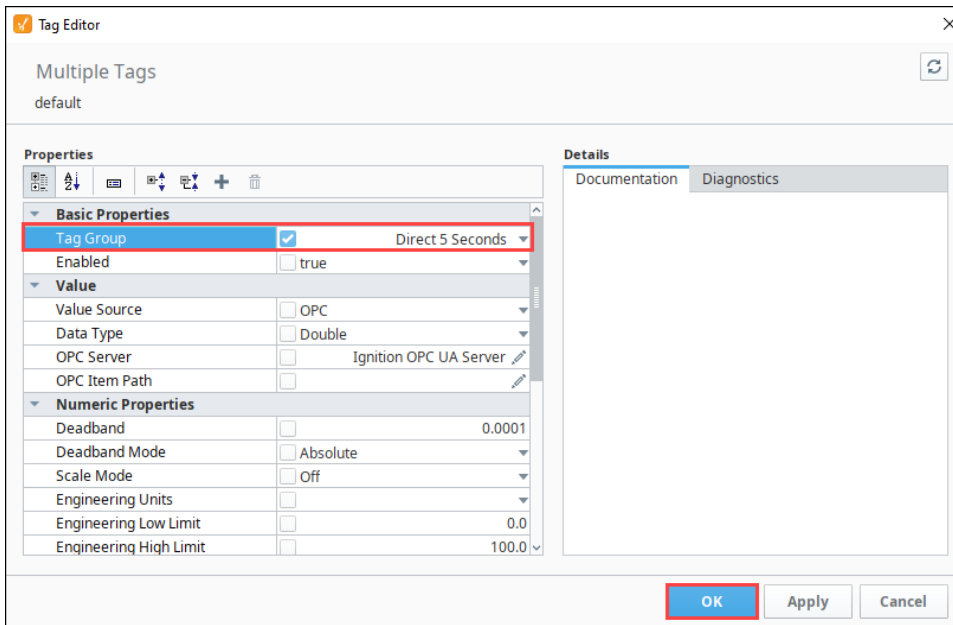 Tag Editor
Multiple Tags
default
Properties
Details
Documentation Diagnostics
Basic Properties
Tag Group Direct 5 Seconds
Enabled true
Value
Value Source OPC
Data Type Double
OPC Server Ignition OPC UA Server
OPC Item Path
Numeric Properties
Deadband 0.0001
Deadband Mode Absolute
Scale Mode Off
Engineering Units
Engineering Low Limit 0.0
Engineering High Limit 100.0
OK Apply Cancel